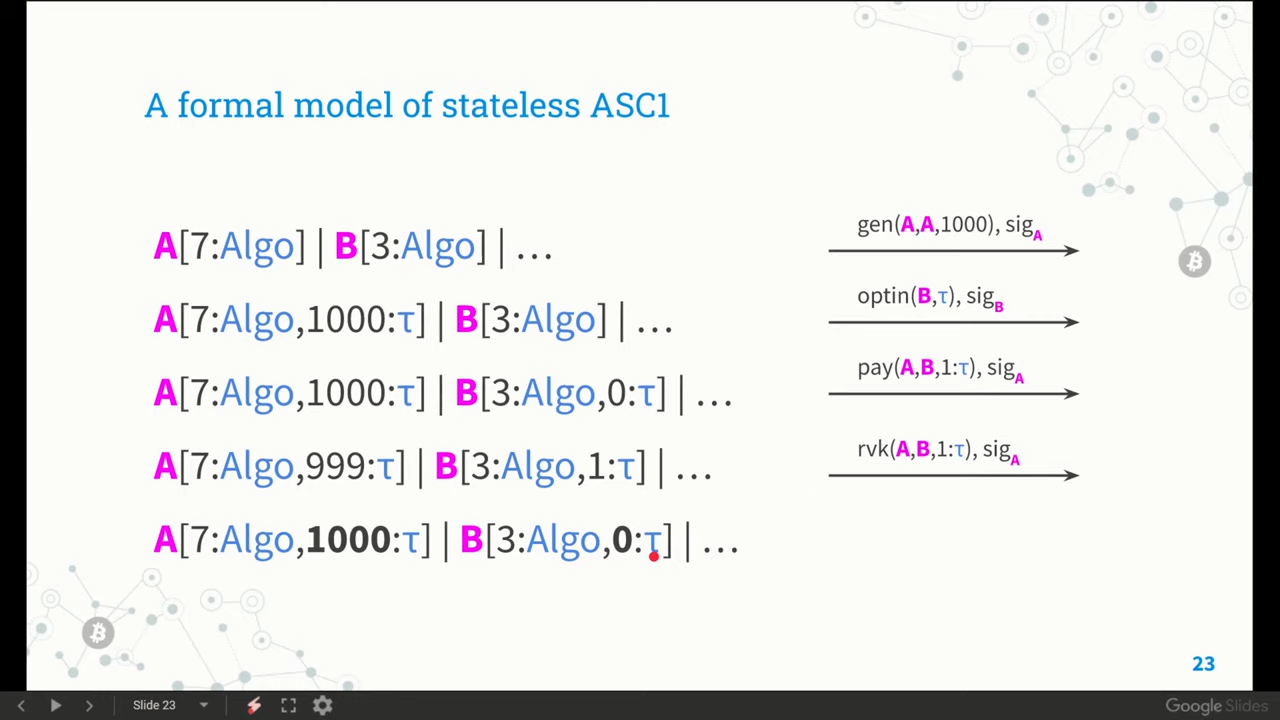 A formal model of stateless ASC1
A[7:Algo] | B[3:Algo] | …
gen(A,A,1000), sigA
A[7:Algo,1000:τ] | B[3:Algo] | …
optin(B,τ), sigB
A[7:Algo,1000:τ] | B[3:Algo,0:τ] | …
pay(A,B,1:τ), sigA
A[7:Algo,999:τ] | B[3:Algo,1:τ] | …
rvk(A,B,1:τ), sigA
A[7:Algo,1000:τ] | B[3:Algo,0:τ] | …
23
Slide 23
Google Slides